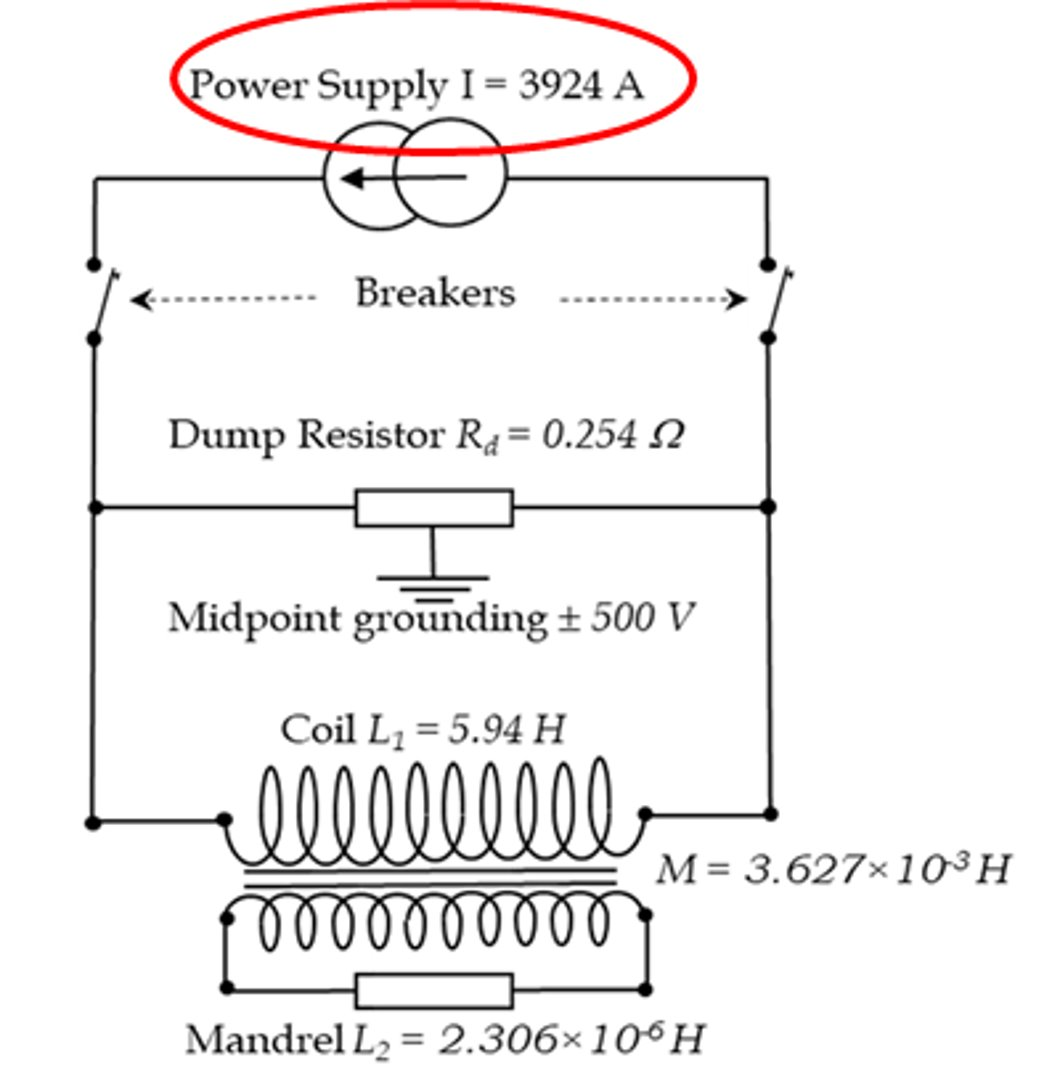 Power Supply I = 3924 A
Breakers
Dump Resistor R_d = 0.254 Ω
Midpoint grounding ± 500 V
Coil L₁ = 5.94 H
M = 3.627×10⁻³ H
Mandrel L₂ = 2.306×10⁻⁶ H